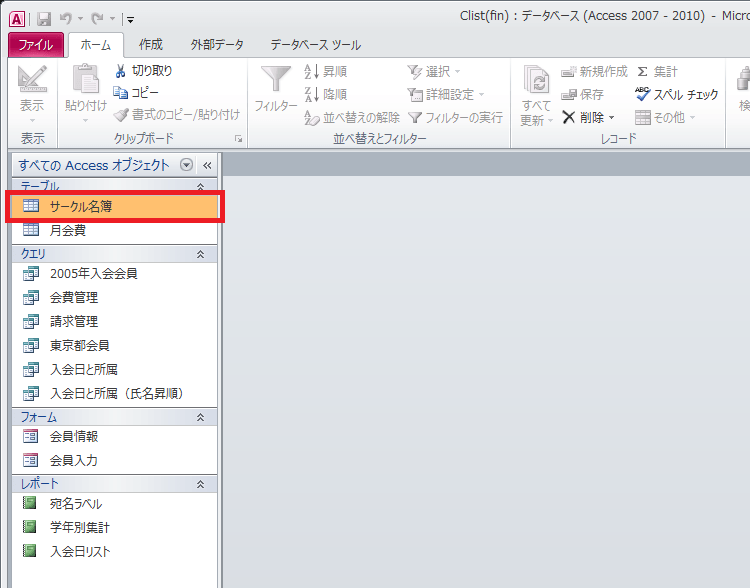 Clist(fin) : データベース (Access 2007 - 2010) - Micro
ファイル ホーム 作成 外部データ データベース ツール
表示
表示
貼り付け
切り取り
コピー
書式のコピー/貼り付け
クリップボード
フィルター
昇順
降順
並べ替えの解除
選択
詳細設定
フィルターの実行
並べ替えとフィルター
すべて
更新
新規作成
保存
削除
集計
スペル チェック
その他
レコード
検
すべての Access オブジェクト
テーブル
サークル名簿
月会費
クエリ
2005年入会会員
会費管理
請求管理
東京都会員
入会日と所属
入会日と所属(氏名昇順)
フォーム
会員情報
会員入力
レポート
宛名ラベル
学年別集計
入会日リスト